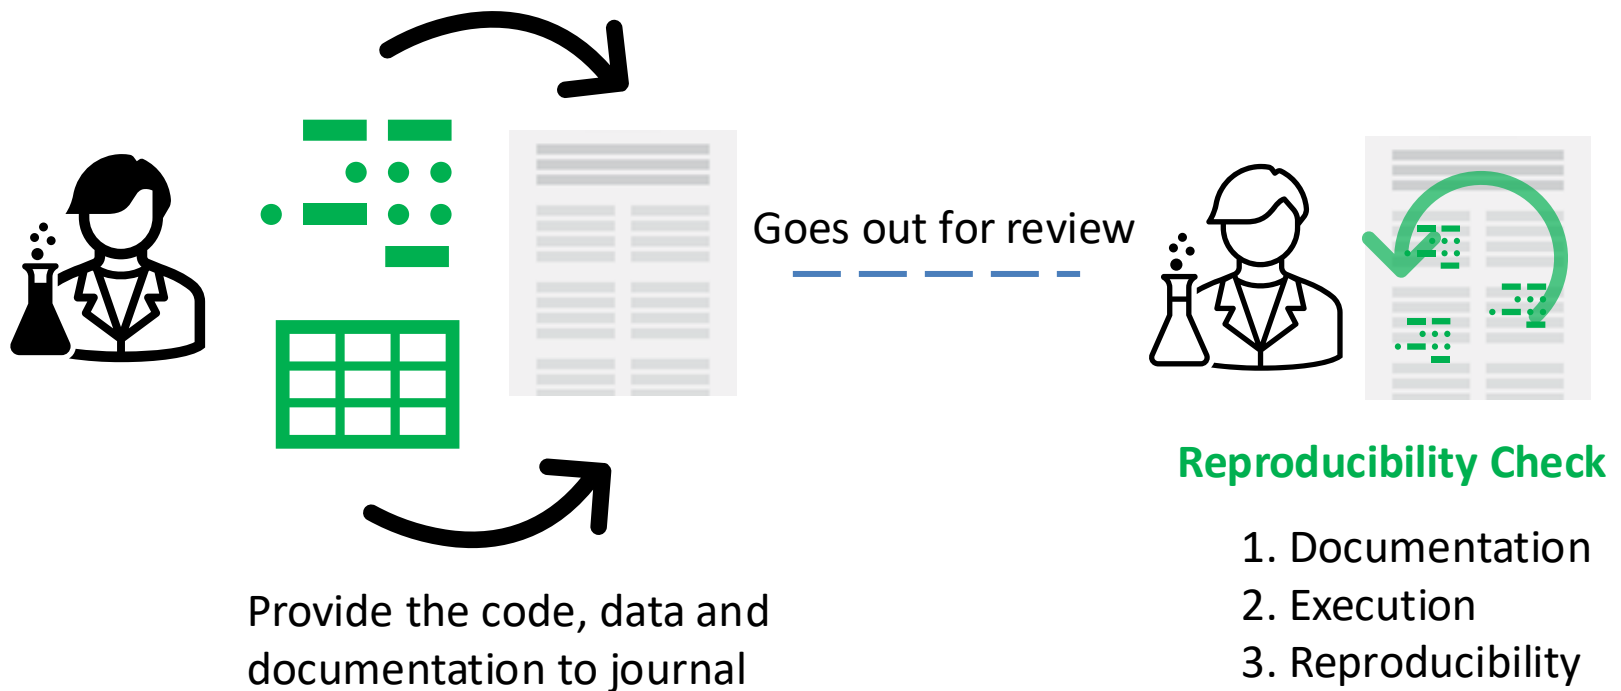 Goes out for review
Reproducibility Check
1. Documentation
2. Execution
3. Reproducibility
Provide the code, data and
documentation to journal